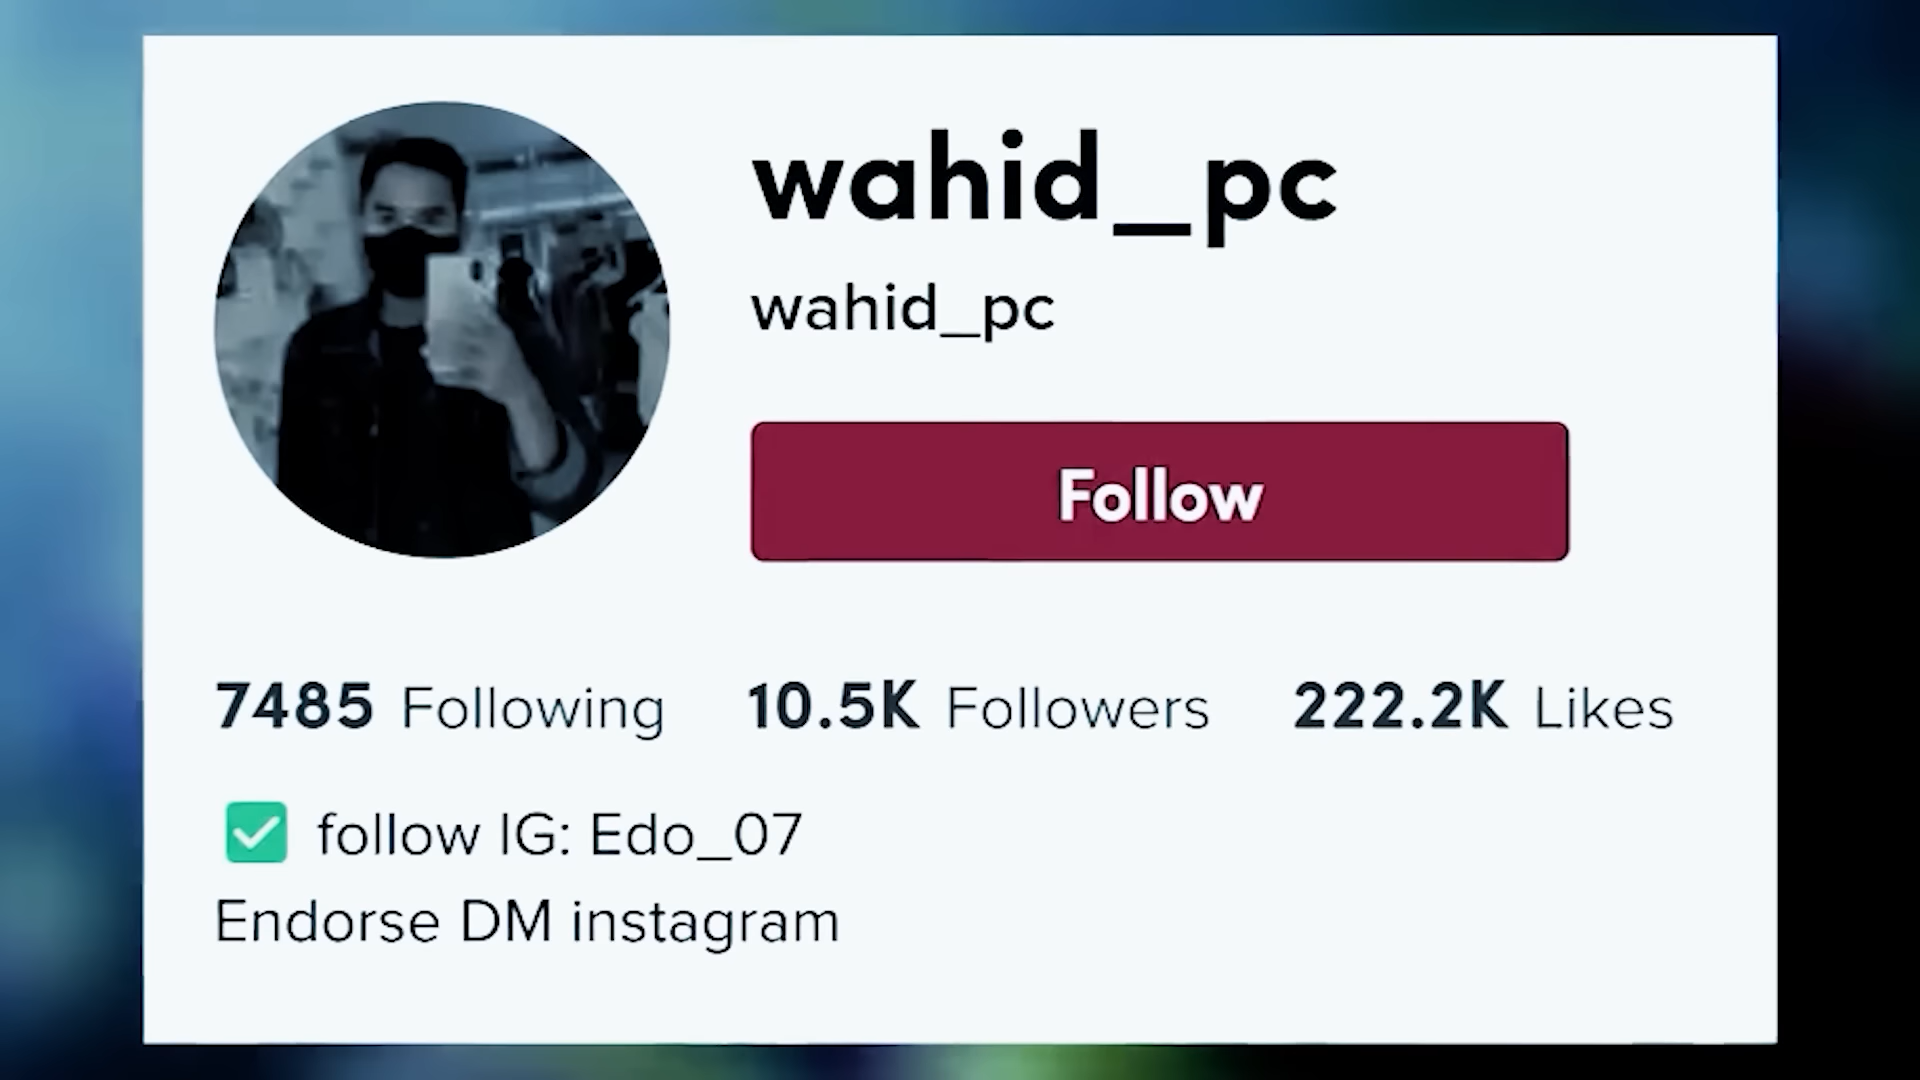 wahid_pc
wahid_pc
Follow
7485 Following 10.5K Followers 222.2K Likes
✅ follow IG: Edo_07
Endorse DM instagram